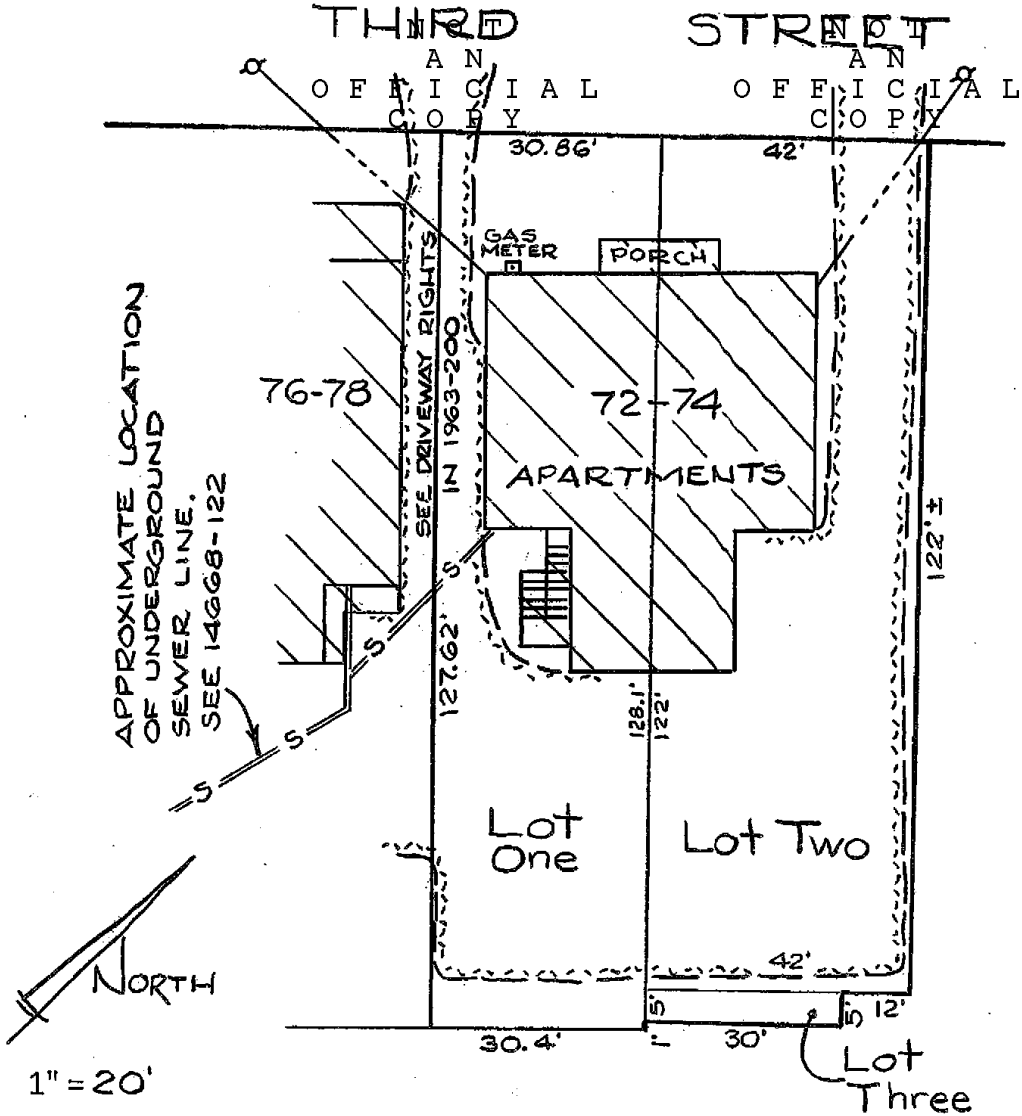 THIRD STREET
NOT NOT
AN AN
OFFICIAL OFFICIAL
COPY COPY
30.86' 42'
GAS
METER
PORCH
SEE DRIVEWAY RIGHTS
IN 1963-200
76-78
72-74
APARTMENTS
APPROXIMATE LOCATION
OF UNDERGROUND
SEWER LINE.
SEE 14668-122
122' ±
S
S
S
S
127.62'
128.1'
122'
Lot
One
Lot Two
NORTH
42'
5'
5'
12'
30.4'
1'
30'
Lot
Three
1" = 20'